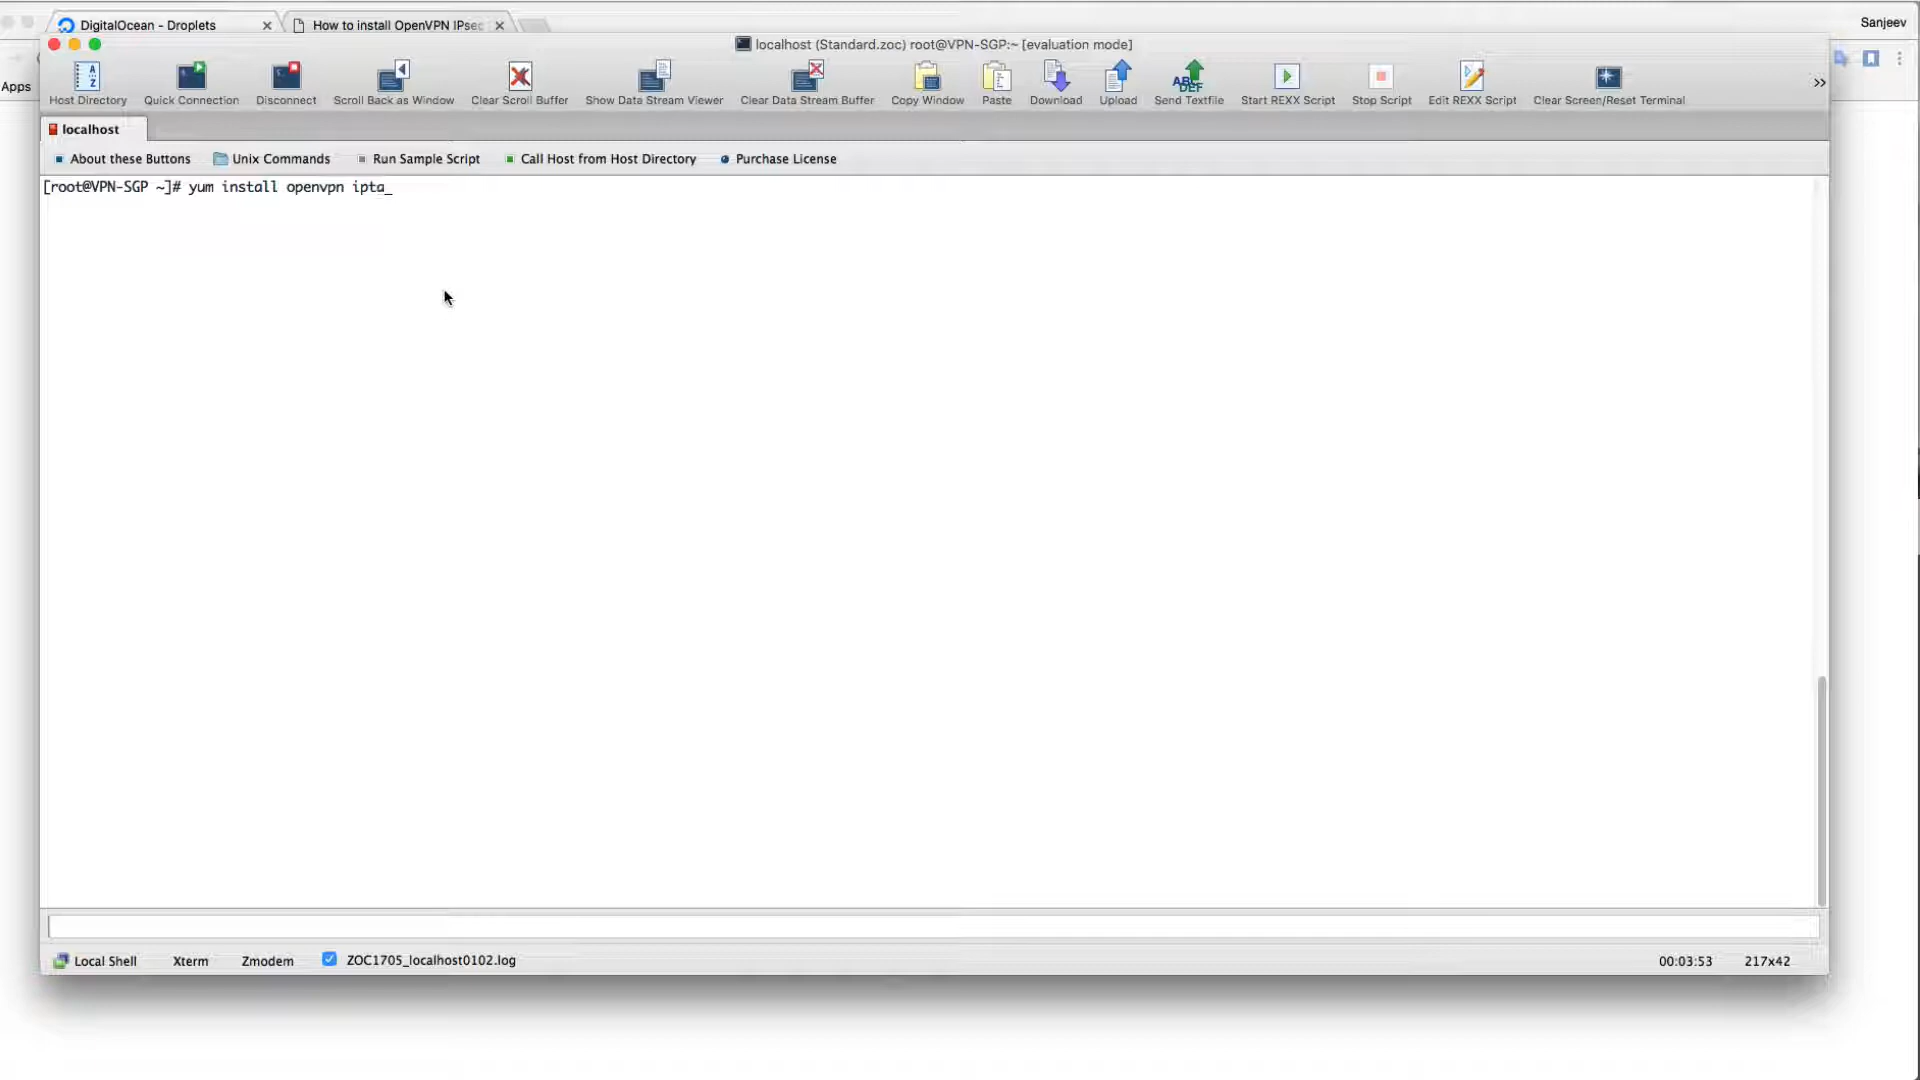 DigitalOcean - Droplets
How to install OpenVPN IPsec
Sanjeev
localhost (Standard.zoc) root@VPN-SGP:~ [evaluation mode]
Apps
Host Directory
Quick Connection
Disconnect
Scroll Back as Window
Clear Scroll Buffer
Show Data Stream Viewer
Clear Data Stream Buffer
Copy Window
Paste
Download
Upload
ABC
DEF
Send Textfile
Start REXX Script
Stop Script
Edit REXX Script
Clear Screen/Reset Terminal
»
localhost
About these Buttons
Unix Commands
Run Sample Script
Call Host from Host Directory
Purchase License
[root@VPN-SGP ~]# yum install openvpn ipta_
Local Shell
Xterm
Zmodem
ZOC1705_localhost0102.log
00:03:53
217x42